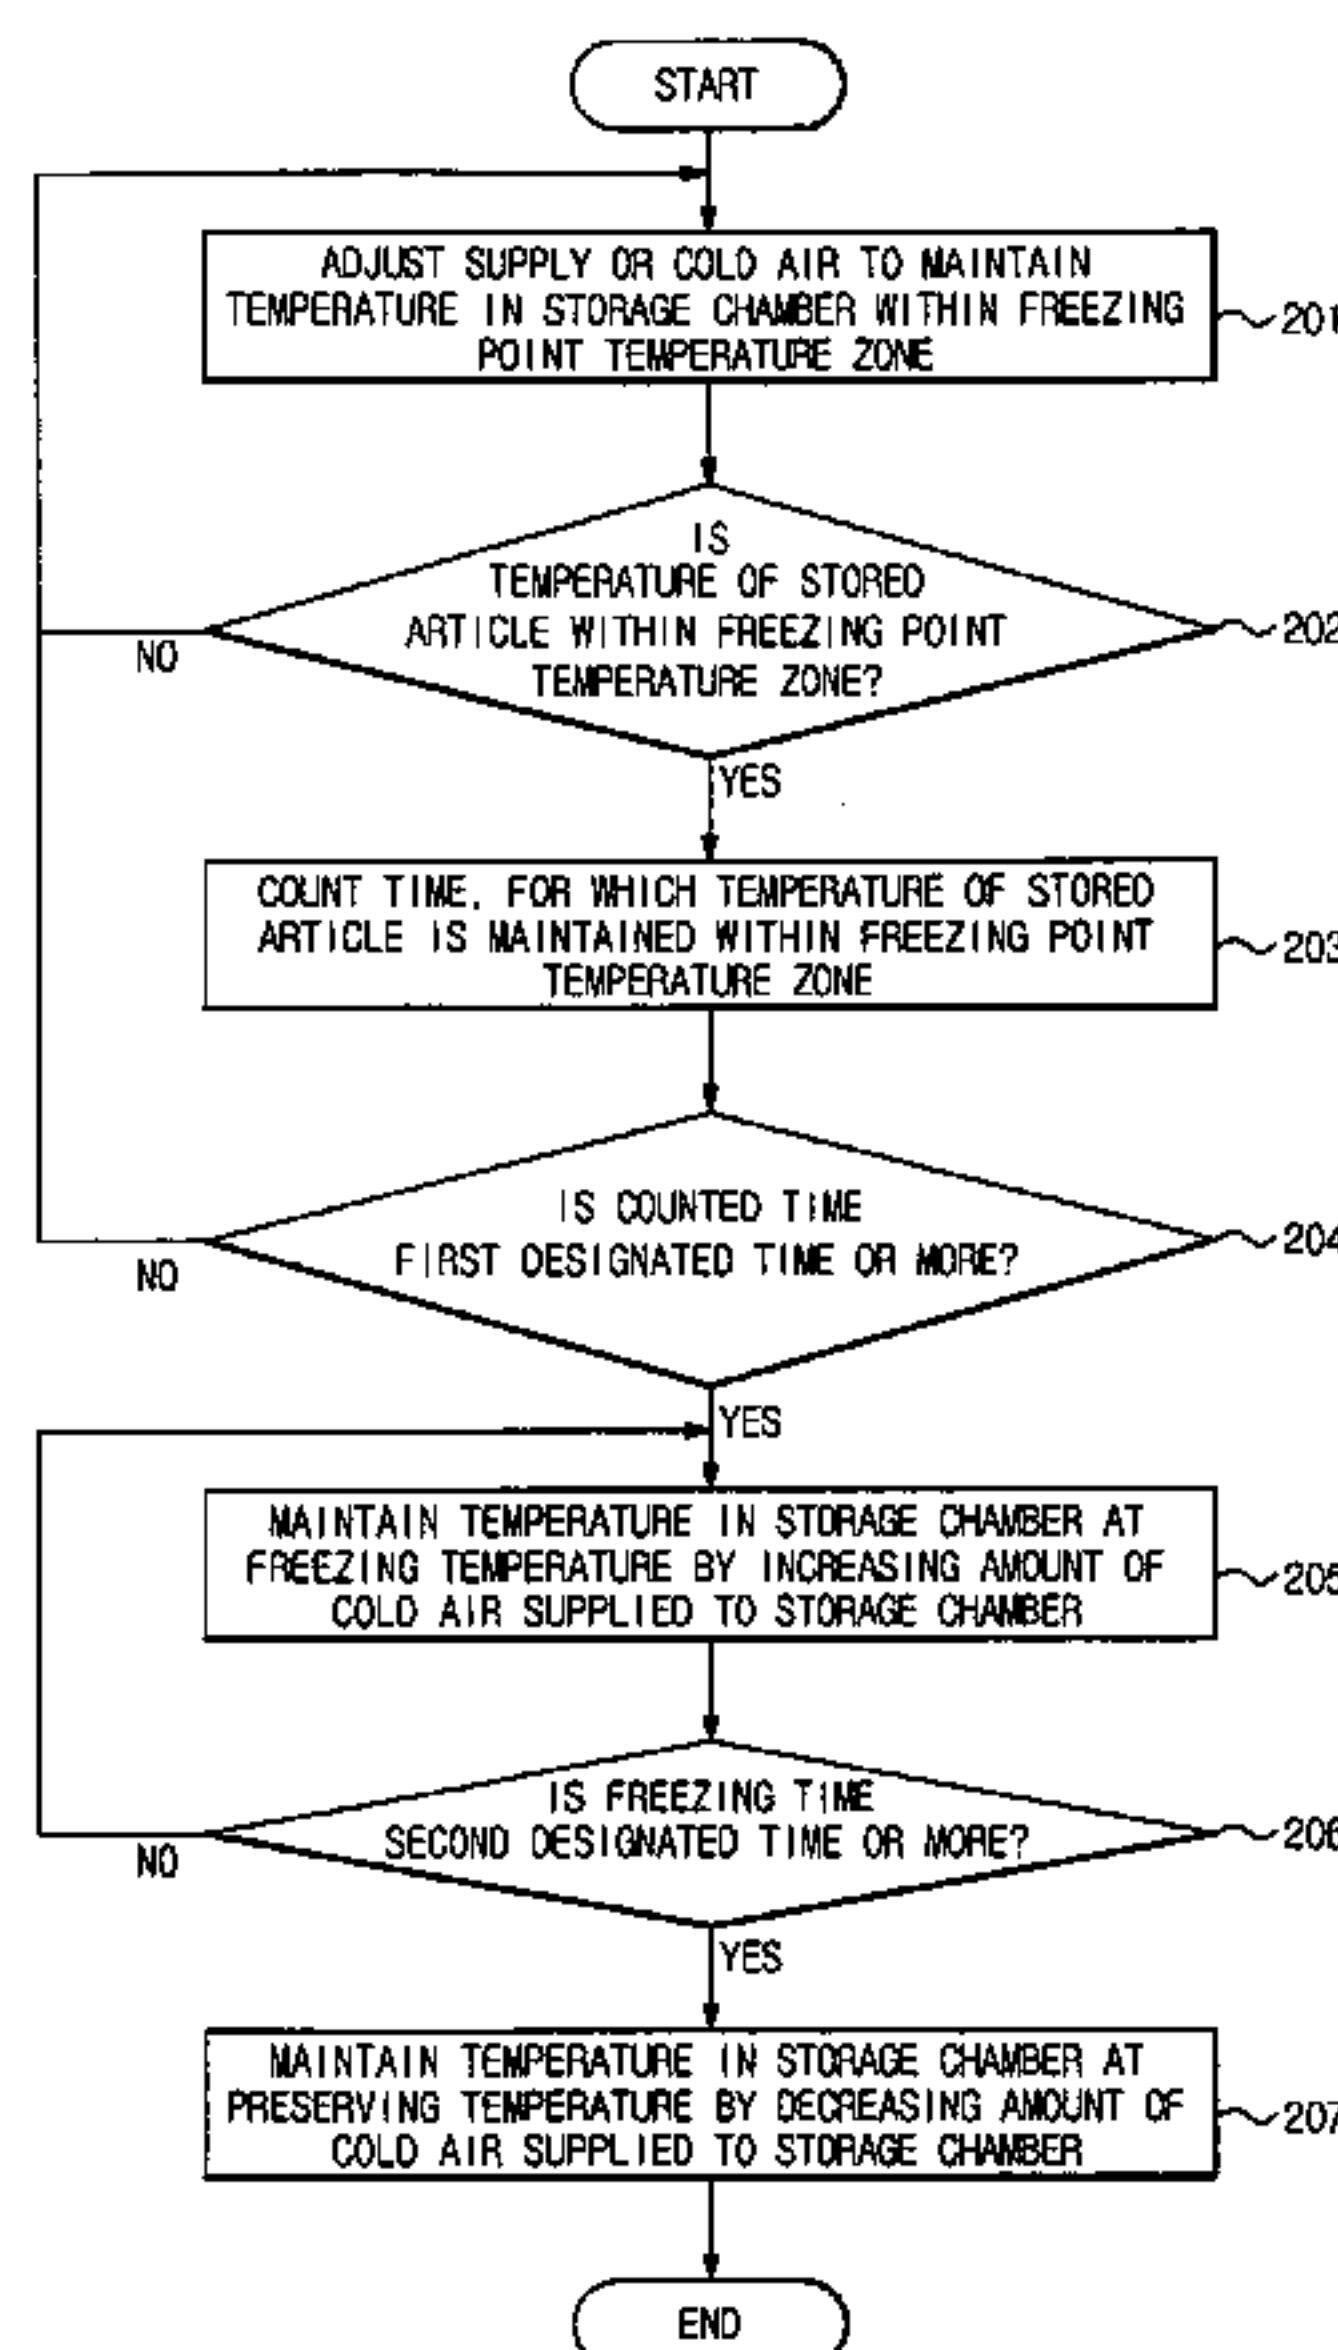 START
ADJUST SUPPLY OR COLD AIR TO MAINTAIN
TEMPERATURE IN STORAGE CHAMBER WITHIN FREEZING
POINT TEMPERATURE ZONE
201
IS
TEMPERATURE OF STORED
ARTICLE WITHIN FREEZING POINT
TEMPERATURE ZONE?
202
NO
YES
COUNT TIME, FOR WHICH TEMPERATURE OF STORED
ARTICLE IS MAINTAINED WITHIN FREEZING POINT
TEMPERATURE ZONE
203
IS COUNTED TIME
FIRST DESIGNATED TIME OR MORE?
204
NO
YES
MAINTAIN TEMPERATURE IN STORAGE CHAMBER AT
FREEZING TEMPERATURE BY INCREASING AMOUNT OF
COLD AIR SUPPLIED TO STORAGE CHAMBER
205
IS FREEZING TIME
SECOND DESIGNATED TIME OR MORE?
206
NO
YES
MAINTAIN TEMPERATURE IN STORAGE CHAMBER AT
PRESERVING TEMPERATURE BY DECREASING AMOUNT OF
COLD AIR SUPPLIED TO STORAGE CHAMBER
207
END